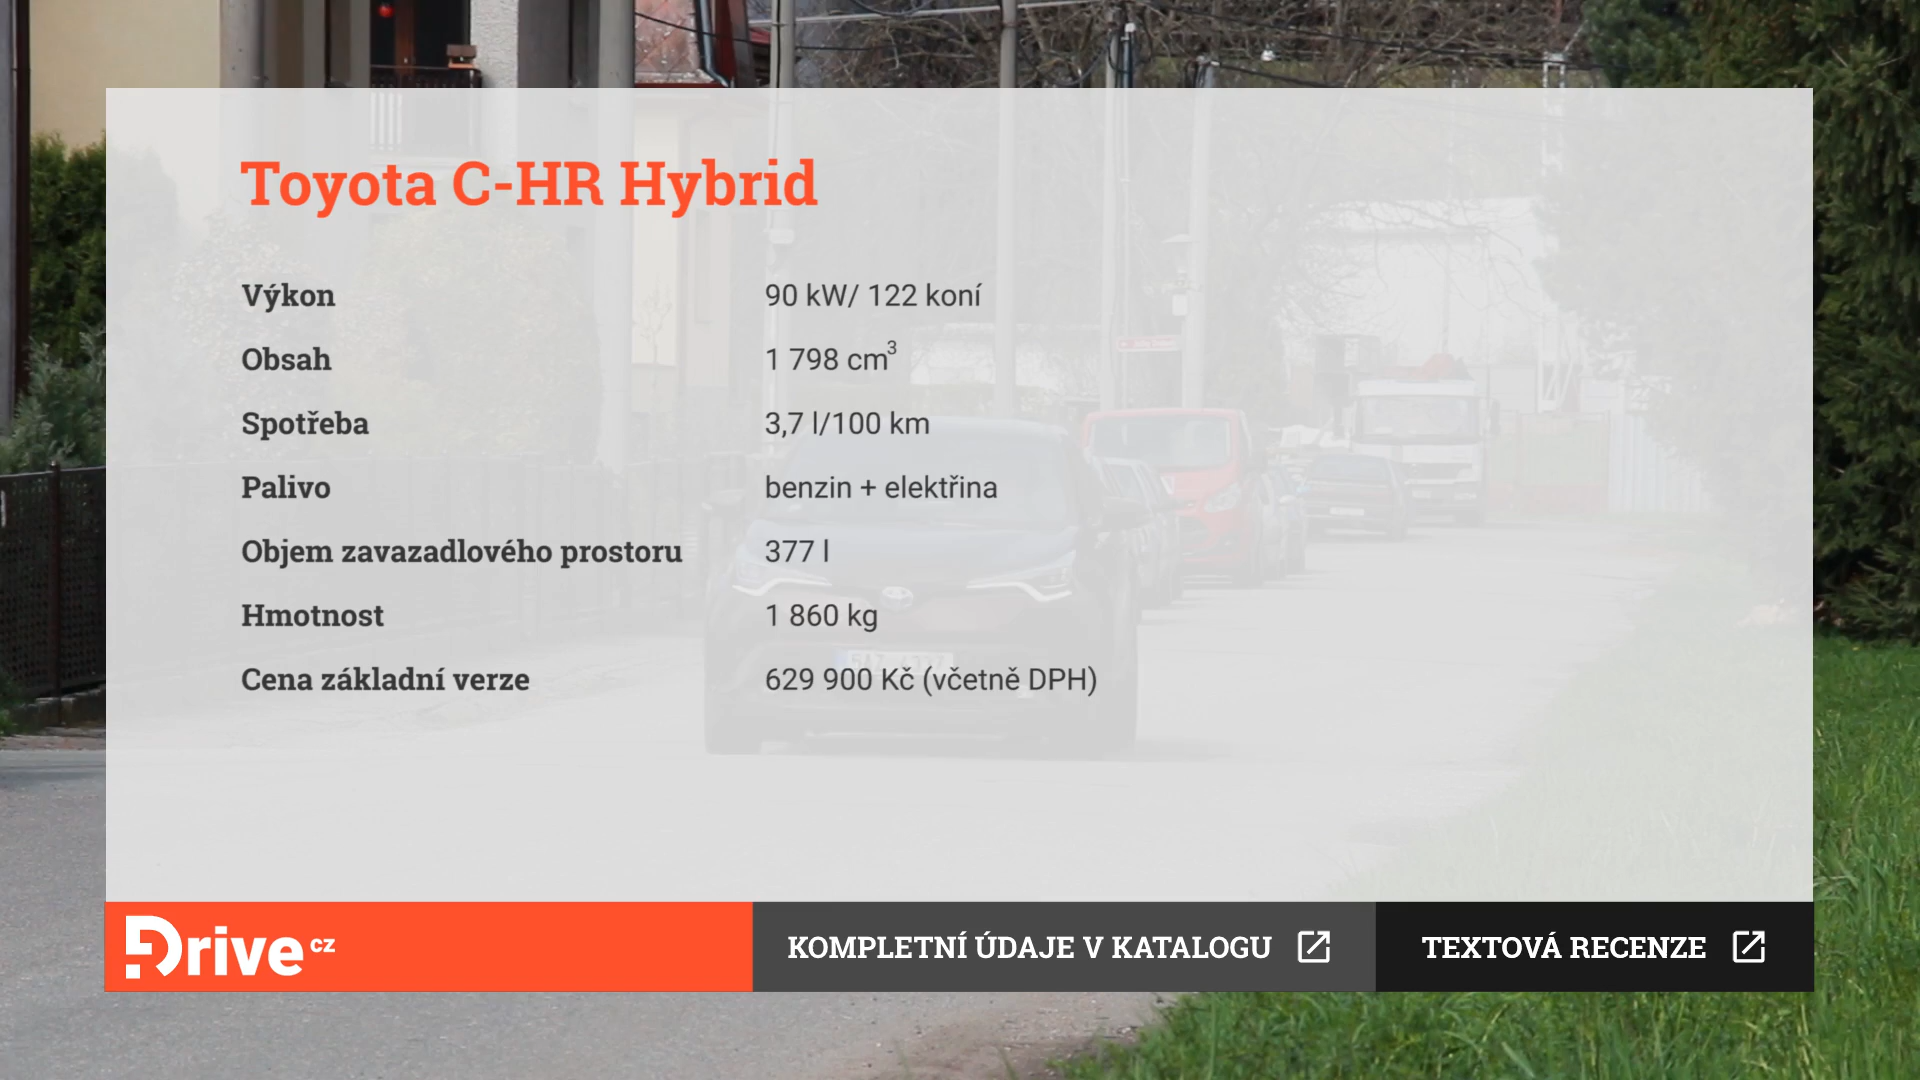 Toyota C-HR Hybrid
Výkon 90 kW/ 122 koní
Obsah 1 798 cm³
Spotřeba 3,7 l/100 km
Palivo benzin + elektřina
Objem zavazadlového prostoru 377 l
Hmotnost 1 860 kg
Cena základní verze 629 900 Kč (včetně DPH)
Drive cz
KOMPLETNÍ ÚDAJE V KATALOGU
TEXTOVÁ RECENZE